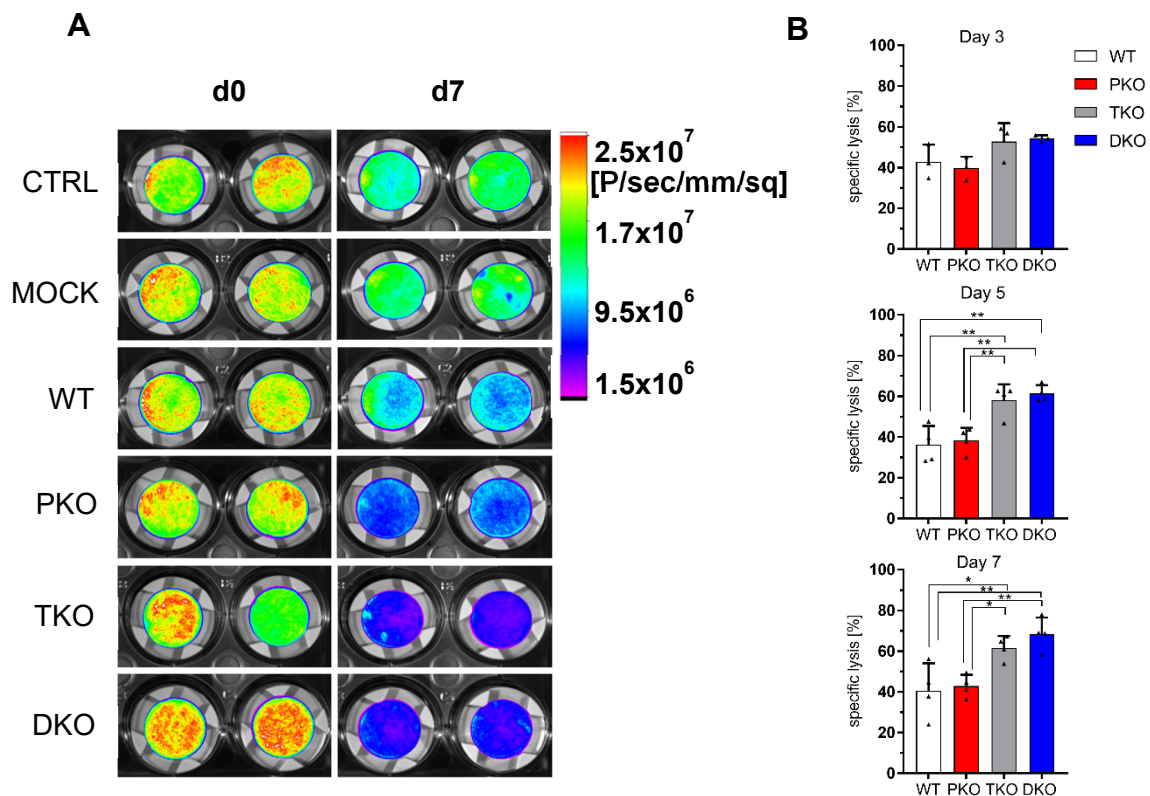 A
d0 d7
CTRL
MOCK
WT
PKO
TKO
DKO
2.5x10⁷
[P/sec/mm/sq]
1.7x10⁷
9.5x10⁶
1.5x10⁶
B
Day 3
specific lysis [%]
100
80
60
40
20
0
WT PKO TKO DKO
WT
PKO
TKO
DKO
Day 5
specific lysis [%]
100
80
60
40
20
0
**
**
**
**
WT PKO TKO DKO
Day 7
specific lysis [%]
100
80
60
40
20
0
*
**
**
*
WT PKO TKO DKO